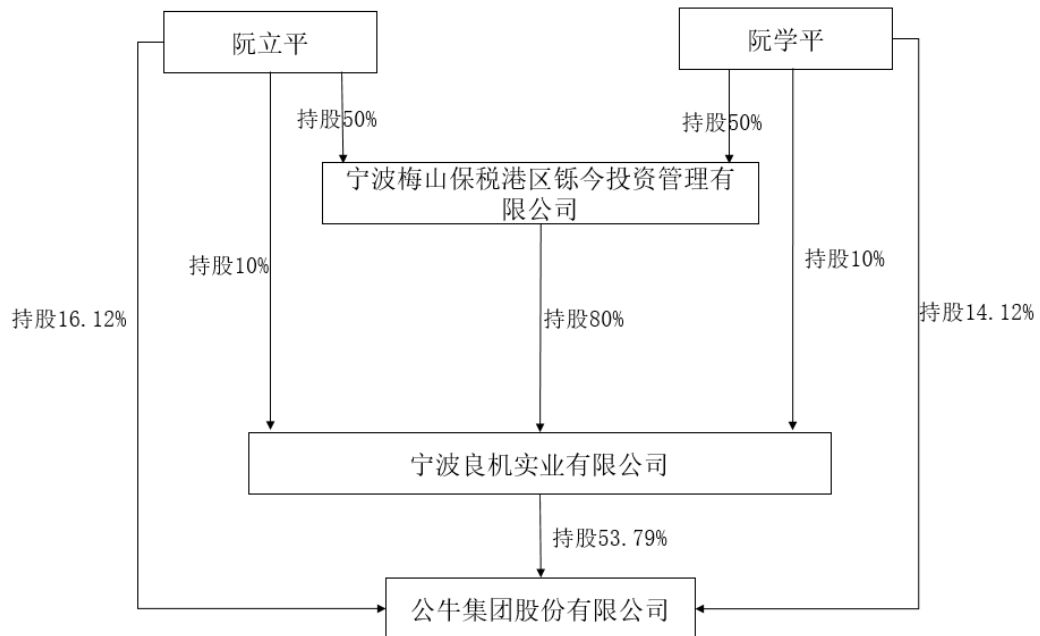 阮立平
阮学平
持股50%
持股50%
宁波梅山保税港区铄今投资管理有
限公司
持股10%
持股10%
持股16.12%
持股80%
持股14.12%
宁波良机实业有限公司
持股53.79%
公牛集团股份有限公司